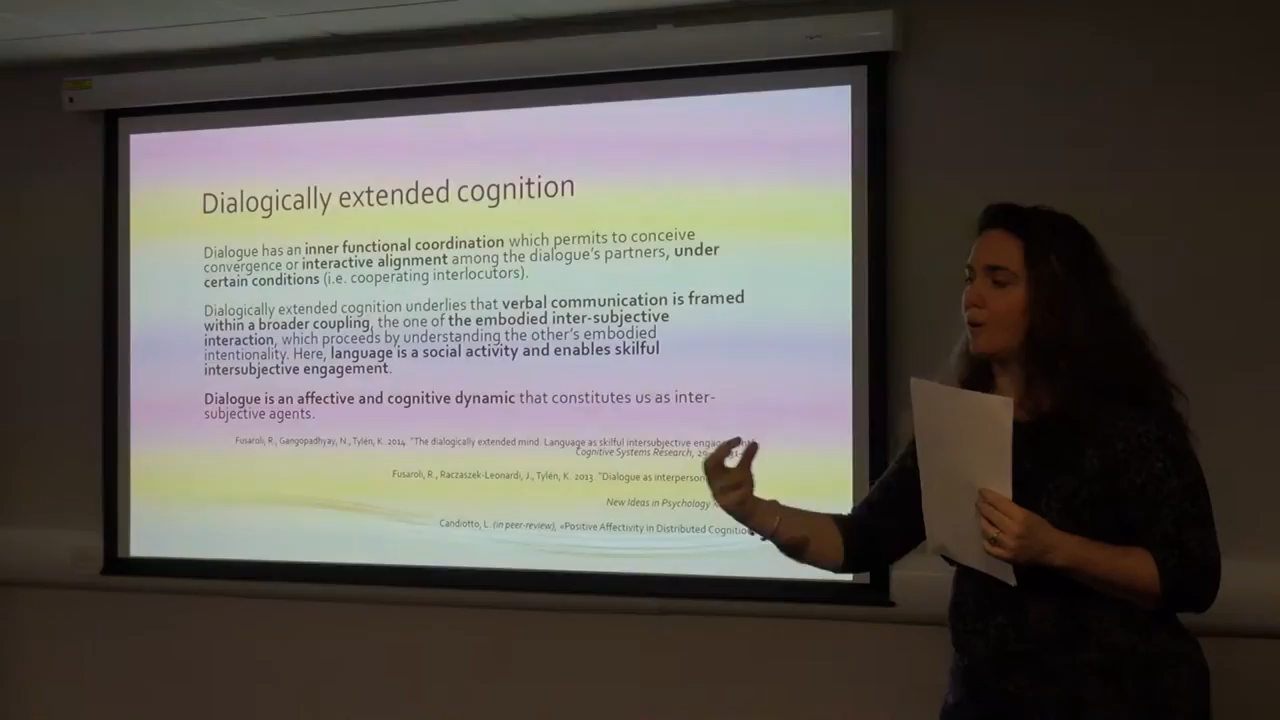 Dialogically extended cognition
Dialogue has an inner functional coordination which permits to conceive
convergence or interactive alignment among the dialogue's partners, under
certain conditions (i.e. cooperating interlocutors).
Dialogically extended cognition underlies that verbal communication is framed
within a broader coupling, the one of the embodied inter-subjective
interaction, which proceeds by understanding the other's embodied
intentionality. Here, language is a social activity and enables skilful
intersubjective engagement.
Dialogue is an affective and cognitive dynamic that constitutes us as inter-
subjective agents.
Fusaroli, R., Gangopadhyay, N., Tylén, K. 2014 "The dialogically extended mind. Language as skilful intersubjective
Cognitive Systems Research,
Fusaroli, R., Raczaszek-Leonardi, J., Tylén, K. 2013 "Dialogue as
New Ideas in Psychology
Candiotto, L. (in peer-review), «Positive Affectivity in Distributed